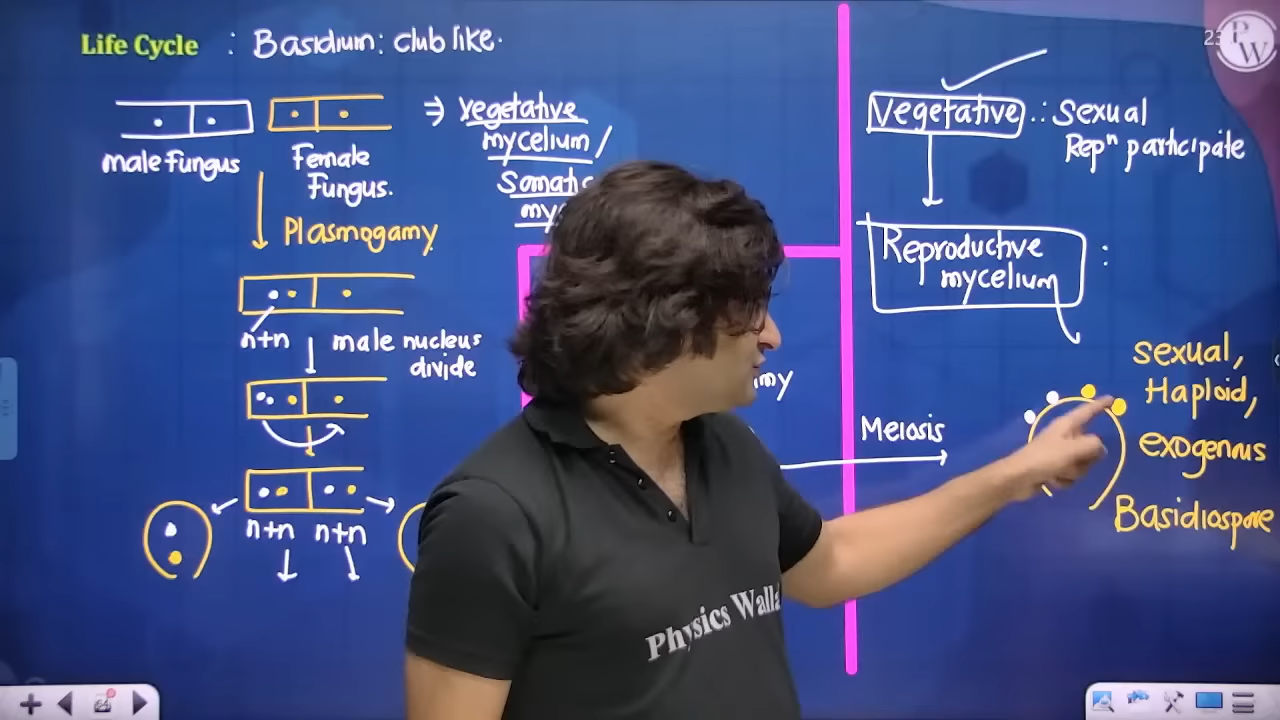 Life Cycle : Basidium: club like.
male fungus
Female
Fungus.
⇒ Vegetative
mycelium/
Plasmogamy
n+n
male nucleus
divide
n+n n+n
Vegetative :: Sexual
Repⁿ participate
Reproductive
mycelium :
Meiosis
Sexual,
Haploid,
exogenous
Basidiospore
Physics Walla
PW